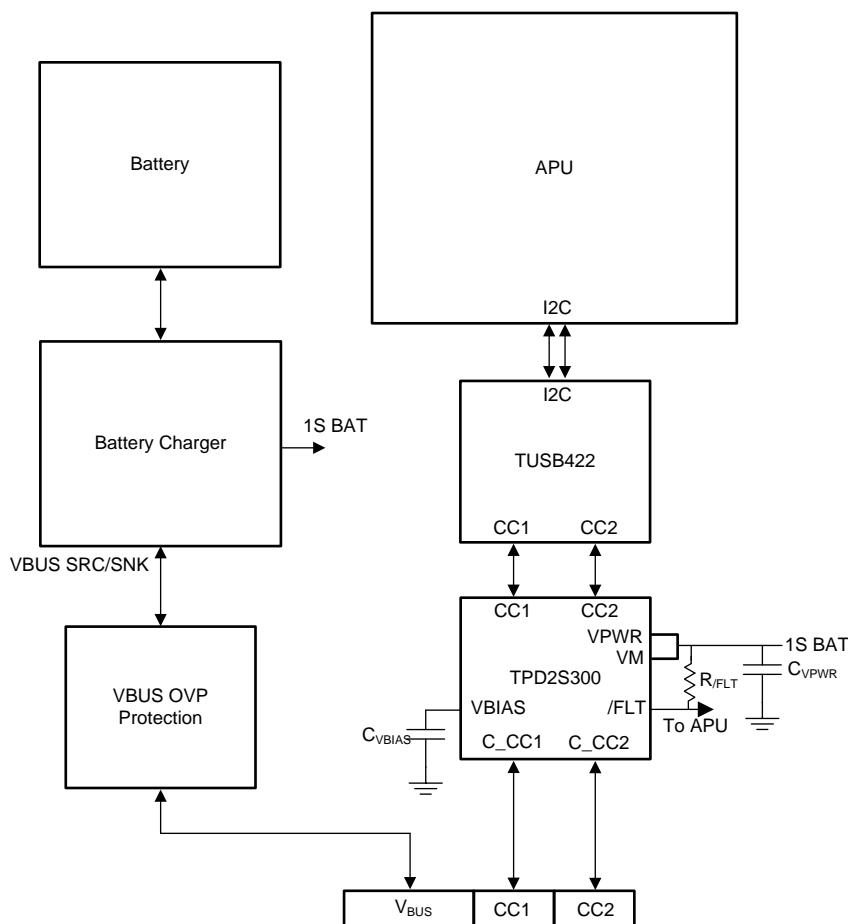 Battery
APU
I2C
Battery Charger
1S BAT
I2C
TUSB422
CC1 CC2
VBUS SRC/SNK
CC1 CC2
VPWR
VM
1S BAT
TPD2S300
R/FLT
CVPWR
VBUS OVP
Protection
VBIAS
/FLT
To APU
CVBIAS
C_CC1 C_CC2
VBUS CC1 CC2